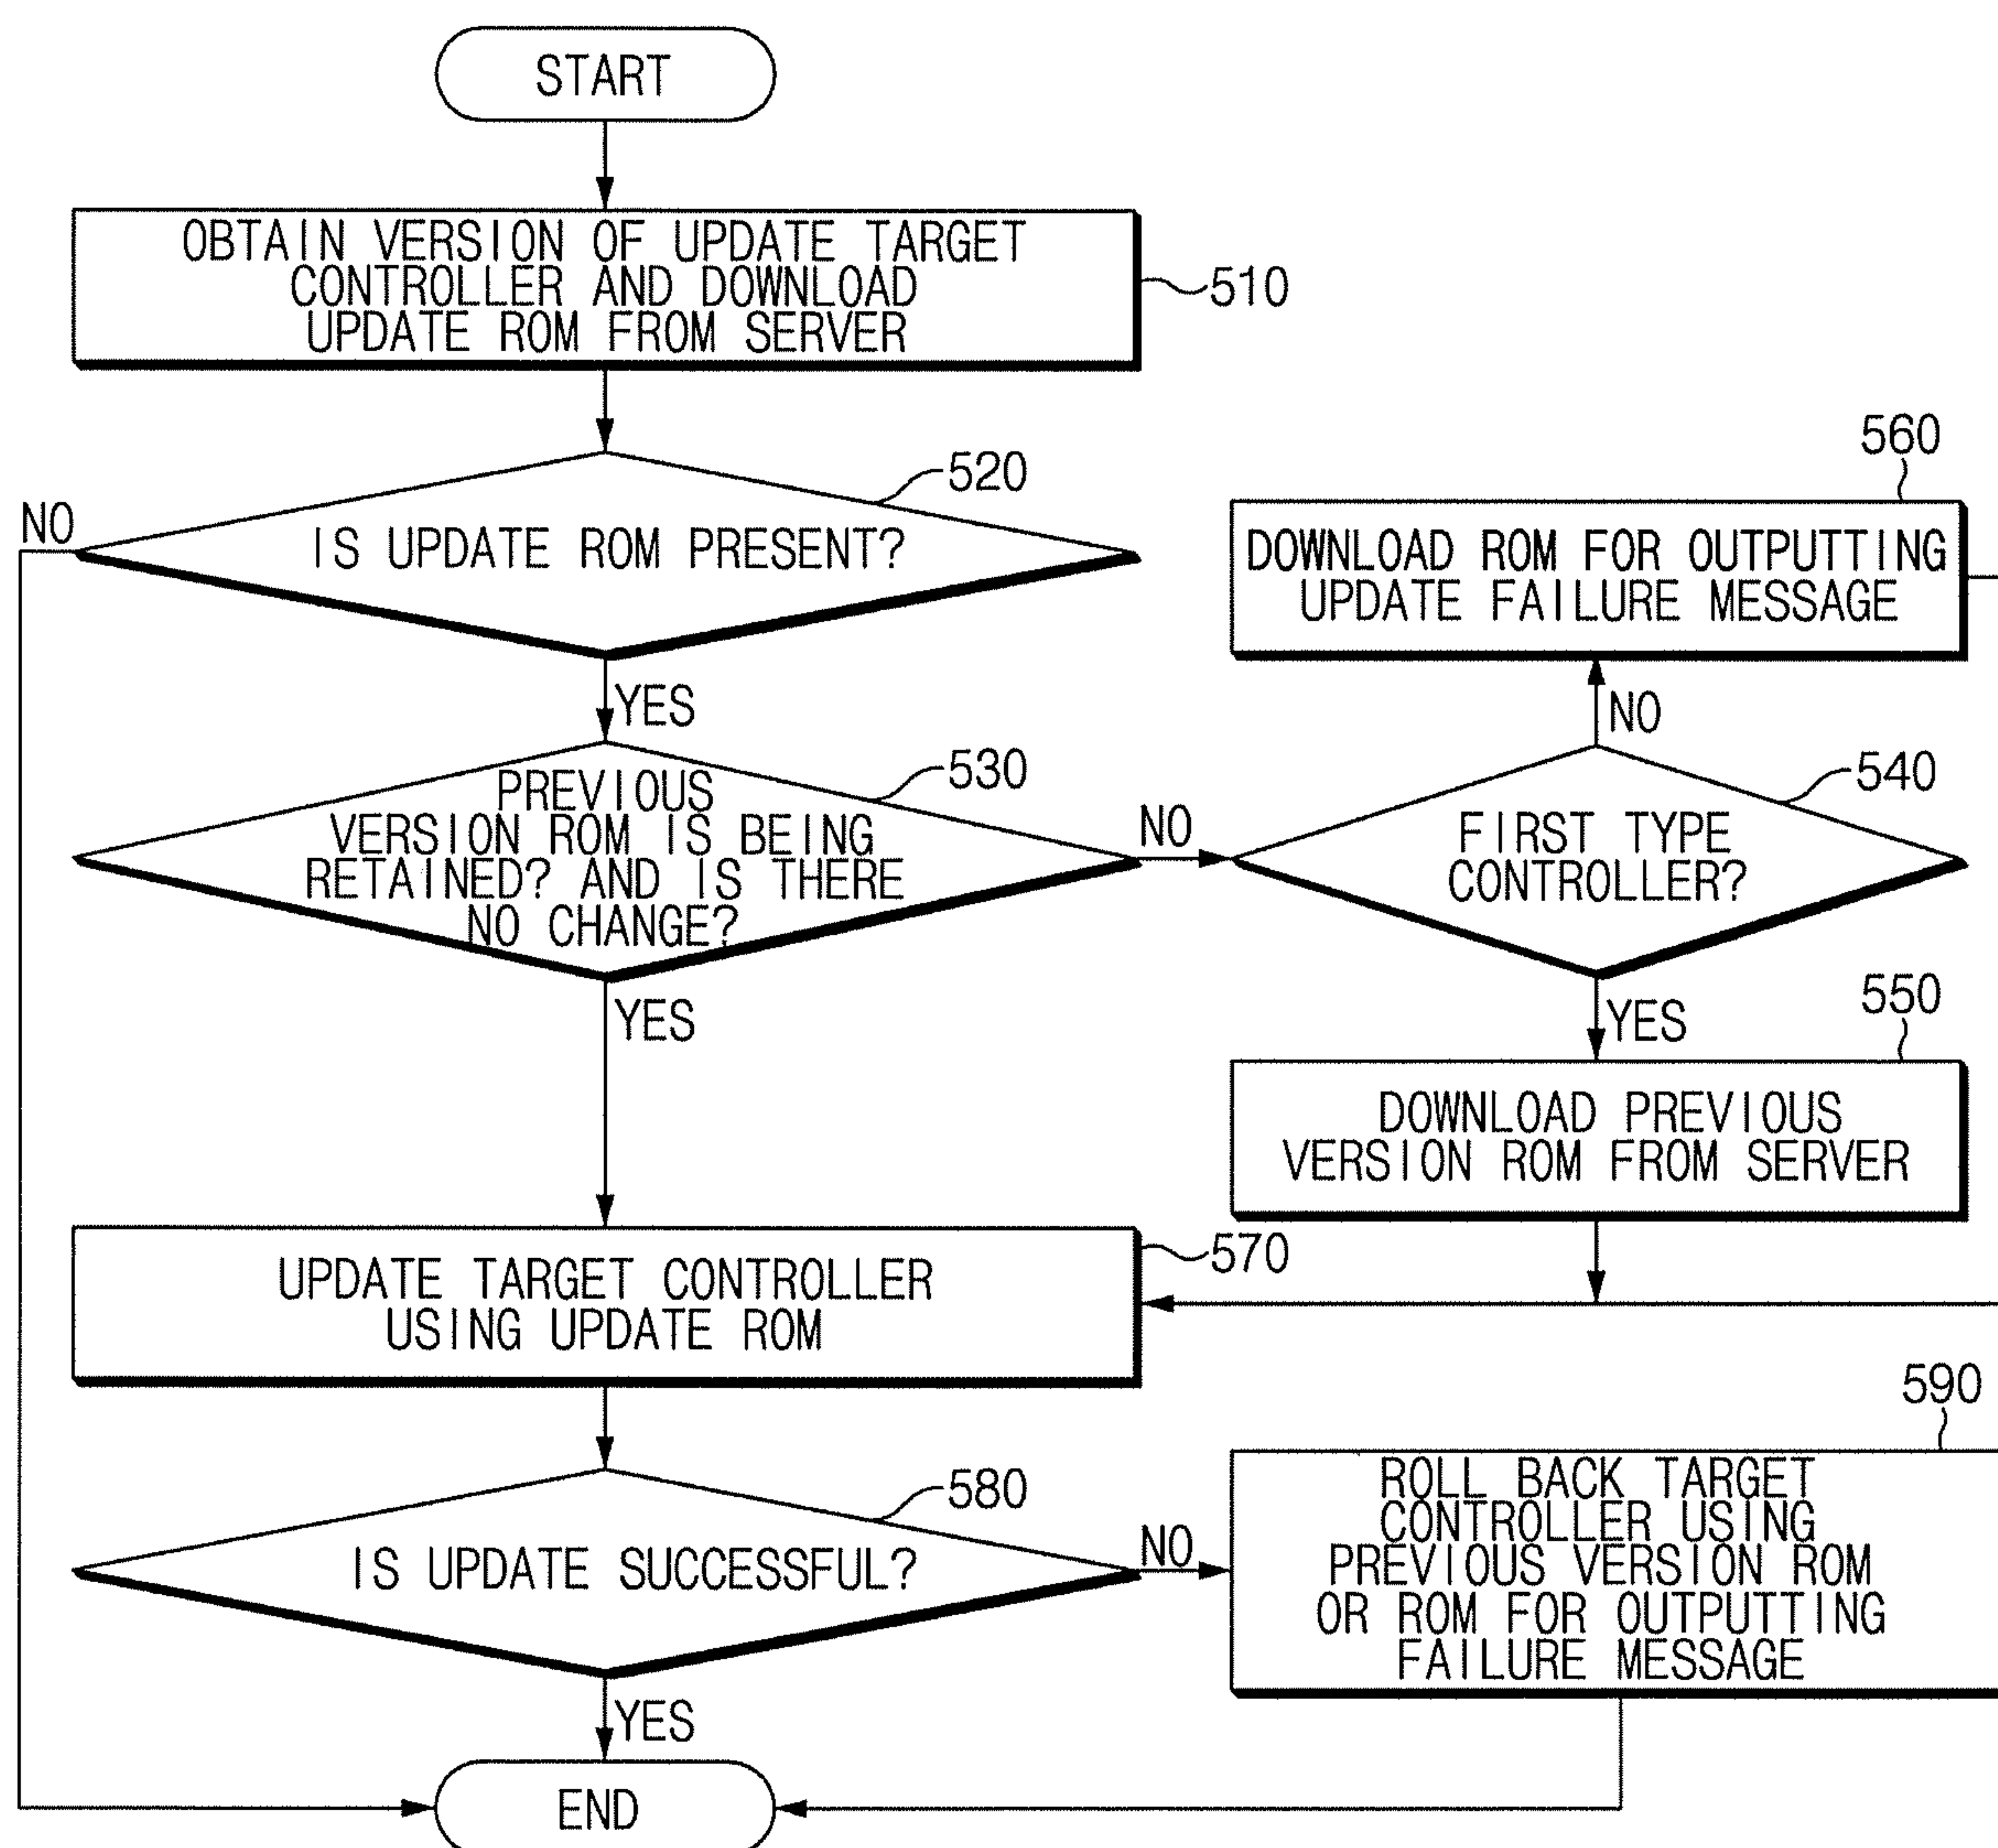 START
OBTAIN VERSION OF UPDATE TARGET
CONTROLLER AND DOWNLOAD
UPDATE ROM FROM SERVER
510
520
IS UPDATE ROM PRESENT?
NO
YES
560
DOWNLOAD ROM FOR OUTPUTTING
UPDATE FAILURE MESSAGE
NO
530
PREVIOUS
VERSION ROM IS BEING
RETAINED? AND IS THERE
NO CHANGE?
NO
YES
540
FIRST TYPE
CONTROLLER?
YES
550
DOWNLOAD PREVIOUS
VERSION ROM FROM SERVER
570
UPDATE TARGET CONTROLLER
USING UPDATE ROM
580
IS UPDATE SUCCESSFUL?
NO
YES
590
ROLL BACK TARGET
CONTROLLER USING
PREVIOUS VERSION ROM
OR ROM FOR OUTPUTTING
FAILURE MESSAGE
END